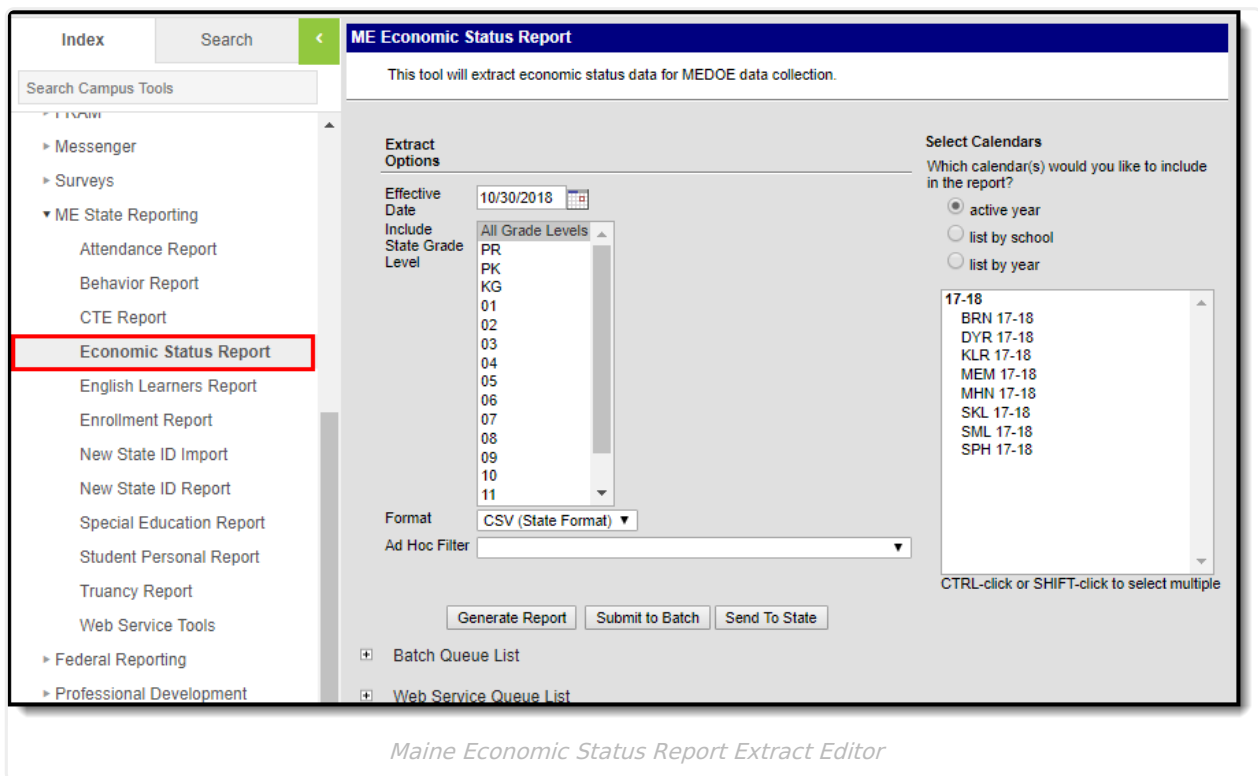 Index
Search
Search Campus Tools
FRAM
Messenger
Surveys
ME State Reporting
Attendance Report
Behavior Report
CTE Report
Economic Status Report
English Learners Report
Enrollment Report
New State ID Import
New State ID Report
Special Education Report
Student Personal Report
Truancy Report
Web Service Tools
Federal Reporting
Professional Development
ME Economic Status Report
This tool will extract economic status data for MEDOE data collection.
Extract
Options
Effective
Date
10/30/2018
Include
State Grade
Level
All Grade Levels
PR
PK
KG
01
02
03
04
05
06
07
08
09
10
11
Format
CSV (State Format)
Ad Hoc Filter
Select Calendars
Which calendar(s) would you like to include
in the report?
active year
list by school
list by year
17-18
BRN 17-18
DYR 17-18
KLR 17-18
MEM 17-18
MHN 17-18
SKL 17-18
SML 17-18
SPH 17-18
CTRL-click or SHIFT-click to select multiple
Generate Report
Submit to Batch
Send To State
Batch Queue List
Web Service Queue List
Maine Economic Status Report Extract Editor